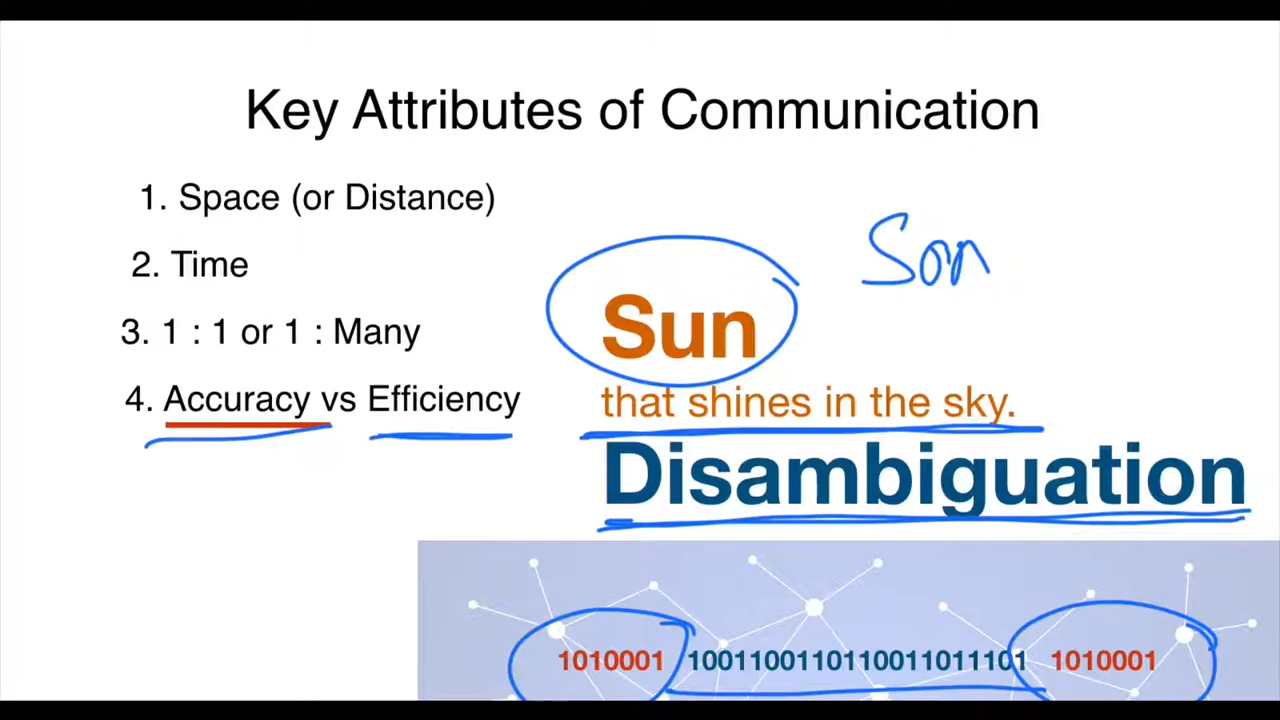 Key Attributes of Communication
1. Space (or Distance)
2. Time
3. 1 : 1 or 1 : Many
4. Accuracy vs Efficiency
Son
Sun
that shines in the sky.
Disambiguation
1010001 1001100110110011011101 1010001